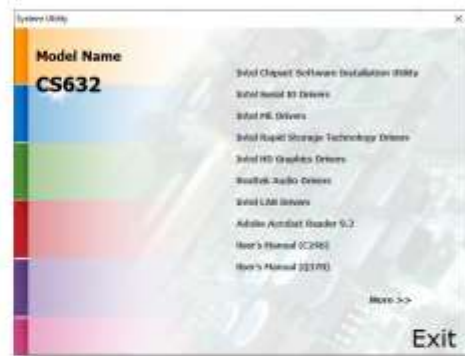 System Utility
Model Name
CS632
Intel Chipset Software Installation Utility
Intel Serial IO Drivers
Intel ME Drivers
Intel Rapid Storage Technology Drivers
Intel HD Graphics Drivers
Realtek Audio Drivers
Intel LAN Drivers
Adobe Acrobat Reader 9.3
User's Manual (C246)
User's Manual (Q370)
More >>
Exit